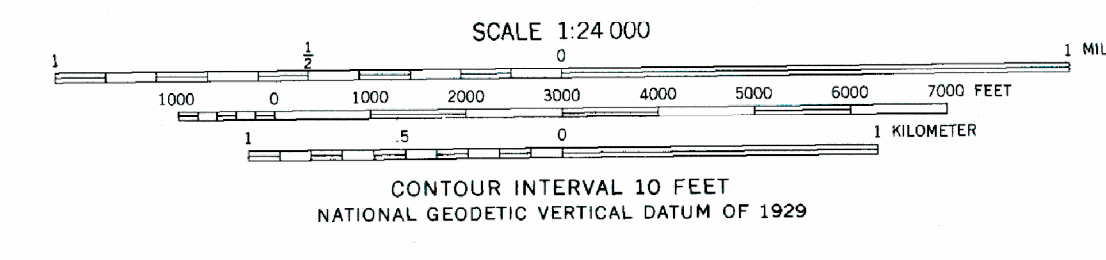 SCALE 1:24 000
1 ½ 0 1 MIL
1000 0 1000 2000 3000 4000 5000 6000 7000 FEET
1 .5 0 1 KILOMETER
CONTOUR INTERVAL 10 FEET
NATIONAL GEODETIC VERTICAL DATUM OF 1929